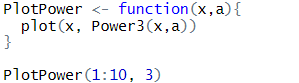 PlotPower <- function(x,a){
  plot(x, Power3(x,a))
}
PlotPower(1:10, 3)